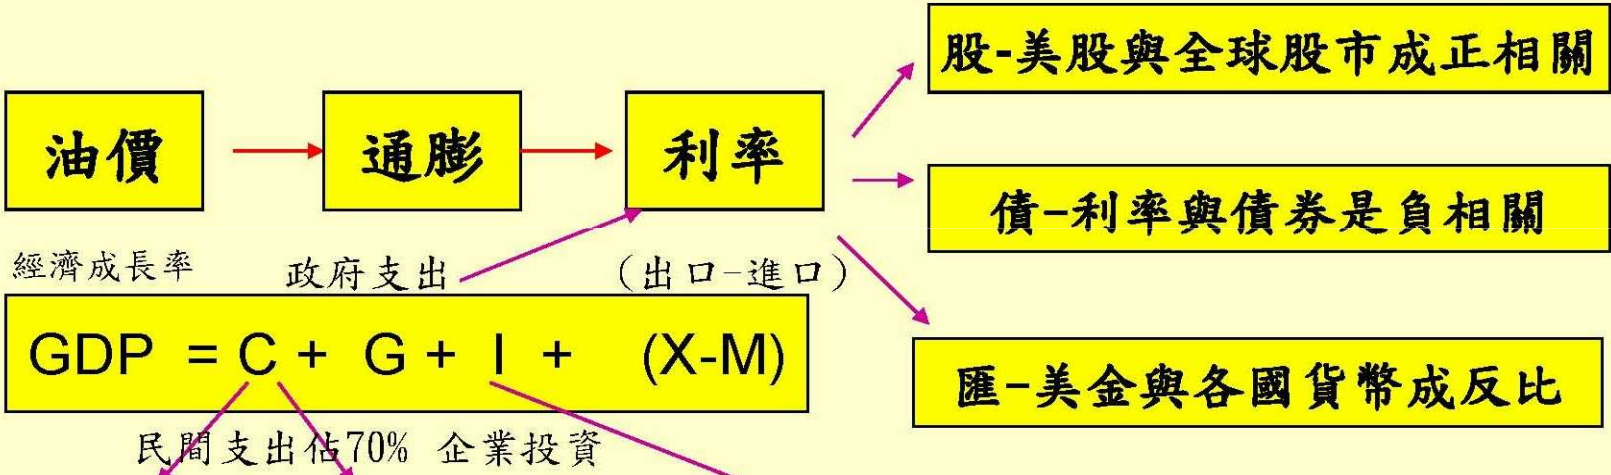 股-美股與全球股市成正相關
油價
通膨
利率
債-利率與債券是負相關
經濟成長率
政府支出
(出口-進口)
GDP = C + G + I + (X-M)
匯-美金與各國貨幣成反比
民間支出佔70% 企業投資